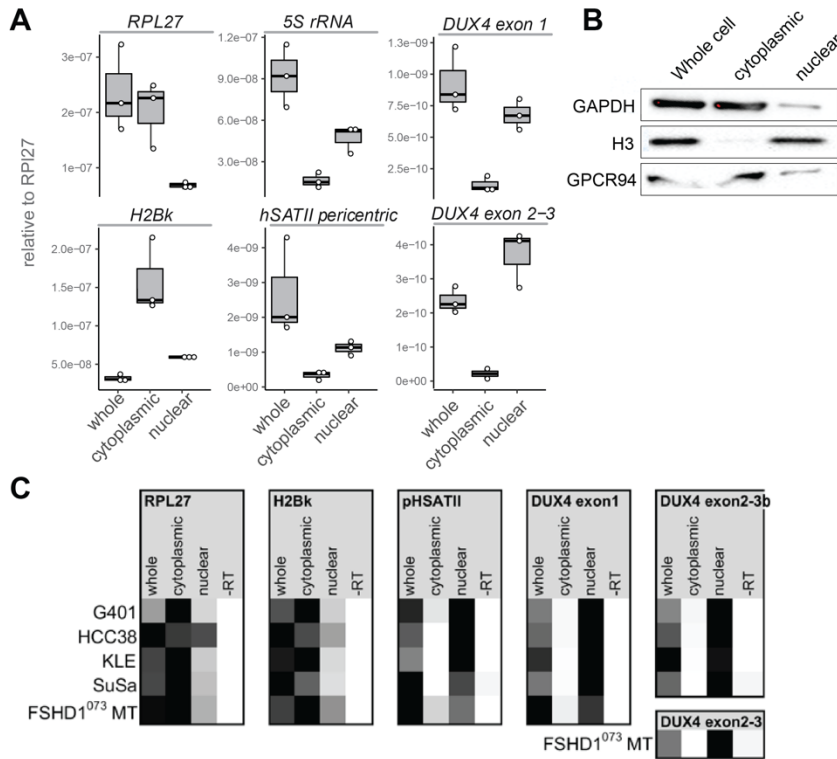 A
B
RPL27
5S rRNA
DUX4 exon 1
relative to RPl27
3e−07
2e−07
1e−07
1.2e−07
9.0e−08
6.0e−08
3.0e−08
1.3e−09
1.0e−09
7.5e−10
5.0e−10
2.5e−10
H2Bk
hSATII pericentric
DUX4 exon 2−3
2.0e−07
1.5e−07
1.0e−07
5.0e−08
4e−09
3e−09
2e−09
1e−09
0e+00
4e−10
3e−10
2e−10
1e−10
0e+00
whole
cytoplasmic
nuclear
whole
cytoplasmic
nuclear
whole
cytoplasmic
nuclear
Whole cell
cytoplasmic
nuclear
GAPDH
H3
GPCR94
C
RPL27
H2Bk
pHSATII
DUX4 exon1
DUX4 exon2-3b
whole
cytoplasmic
nuclear
-RT
whole
cytoplasmic
nuclear
-RT
whole
cytoplasmic
nuclear
-RT
whole
cytoplasmic
nuclear
-RT
whole
cytoplasmic
nuclear
-RT
G401
HCC38
KLE
SuSa
FSHD1⁰⁷³ MT
DUX4 exon2-3
FSHD1⁰⁷³ MT